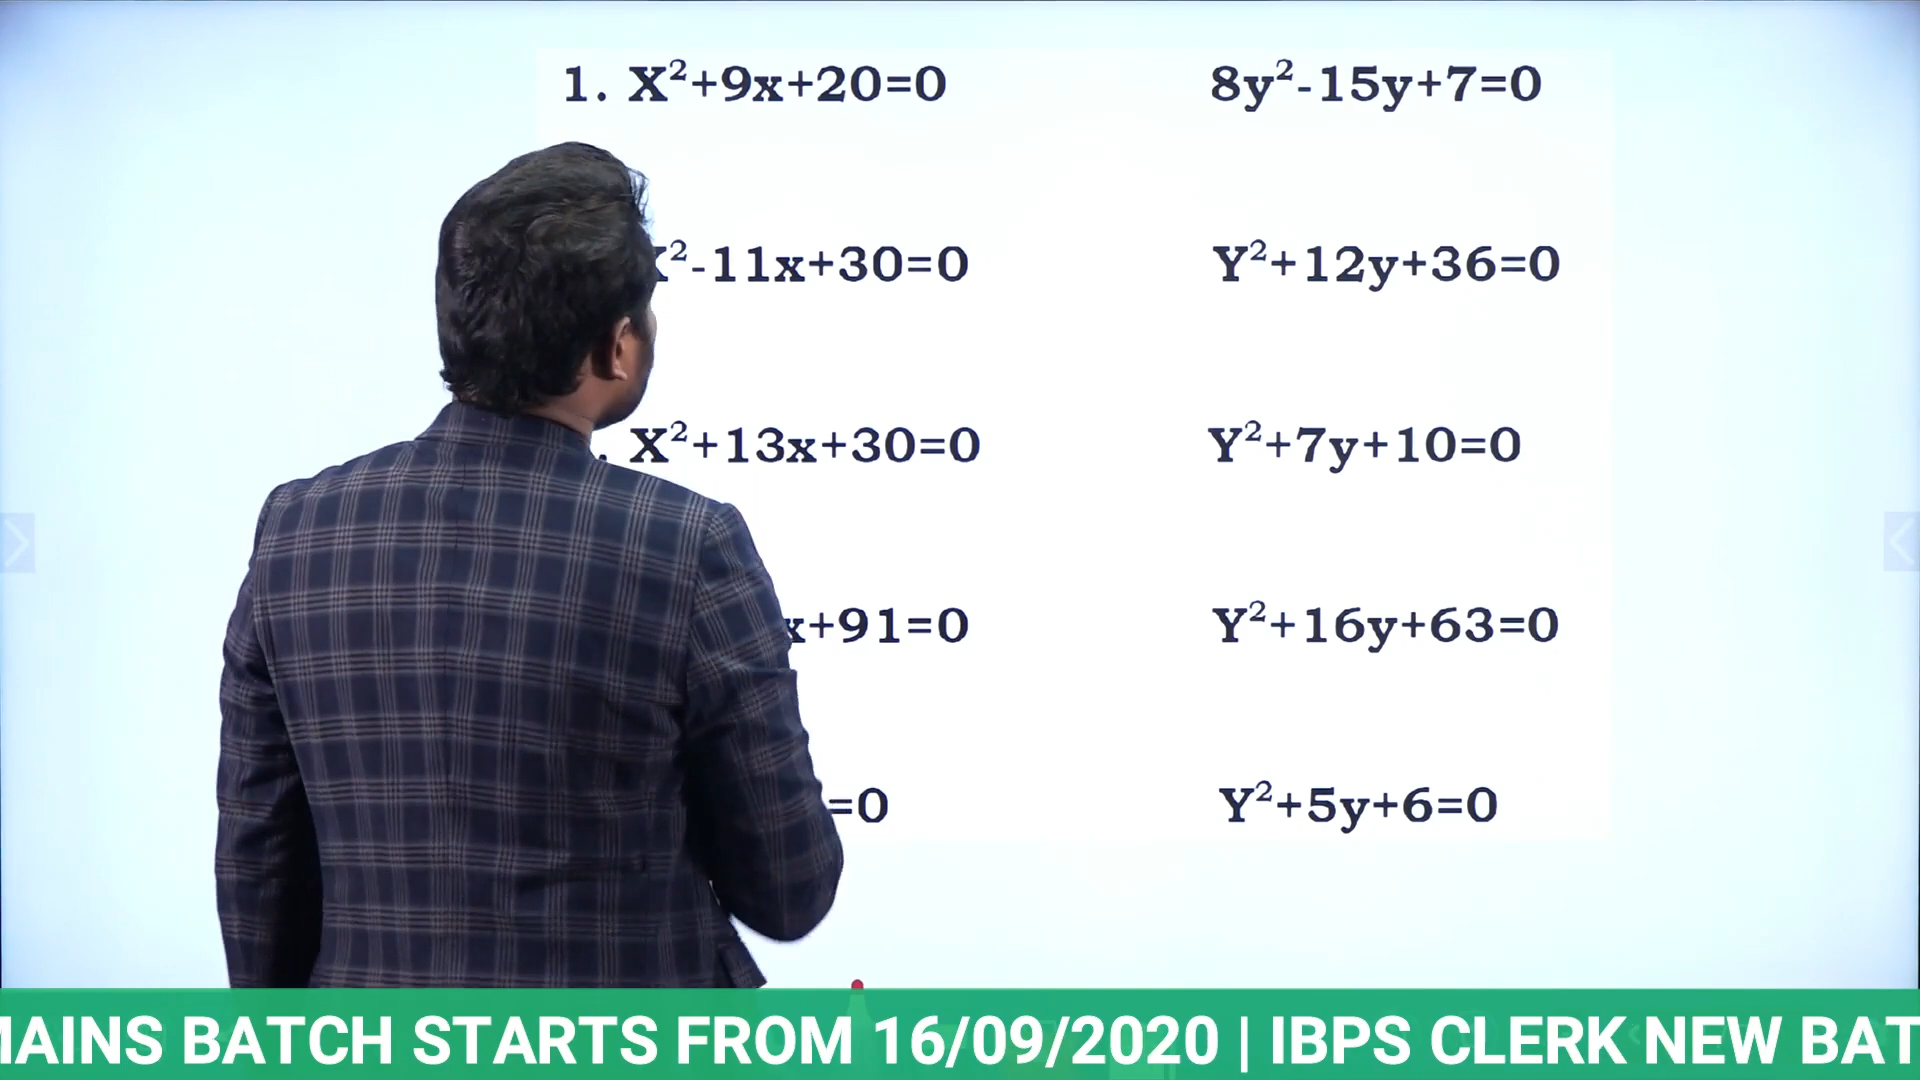 1. X²+9x+20=0 8y²-15y+7=0
X²-11x+30=0 Y²+12y+36=0
. X²+13x+30=0 Y²+7y+10=0
x+91=0 Y²+16y+63=0
=0 Y²+5y+6=0
MAINS BATCH STARTS FROM 16/09/2020 | IBPS CLERK NEW BAT